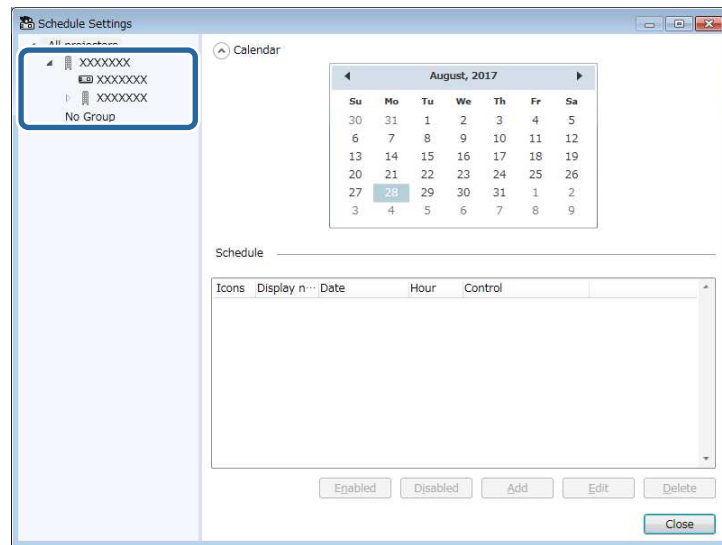 Schedule Settings
All projectors
XXXXXXX
XXXXXXX
XXXXXXX
No Group
Calendar
August, 2017
Su Mo Tu We Th Fr Sa
30 31 1 2 3 4 5
6 7 8 9 10 11 12
13 14 15 16 17 18 19
20 21 22 23 24 25 26
27 28 29 30 31 1 2
3 4 5 6 7 8 9
Schedule
Icons Display n... Date Hour Control
Enabled Disabled Add Edit Delete
Close